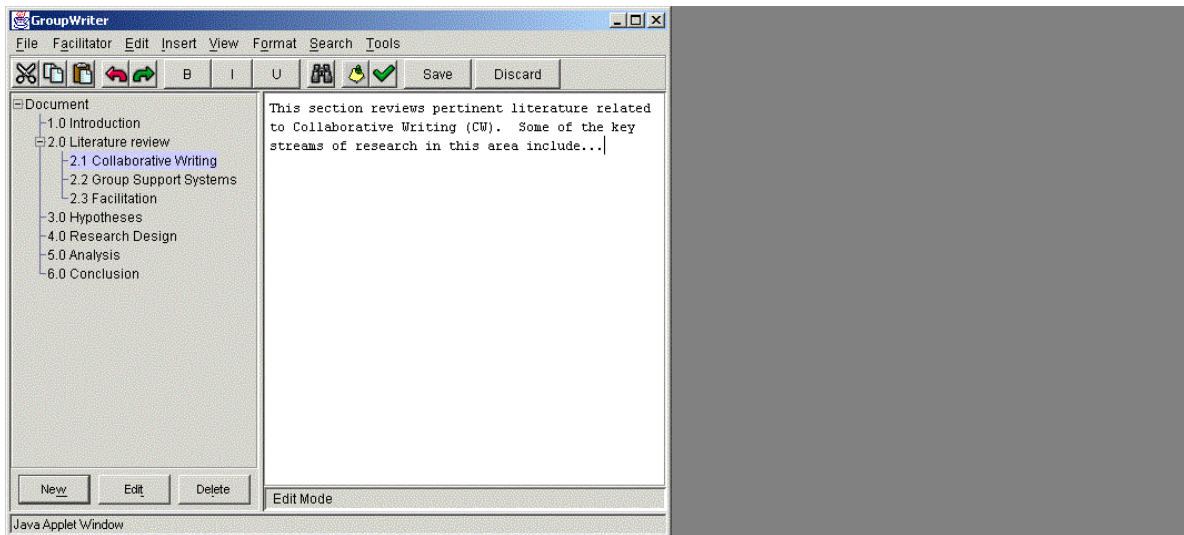 GroupWriter
File Facilitator Edit Insert View Format Search Tools
B I U Save Discard
Document
1.0 Introduction
2.0 Literature review
2.1 Collaborative Writing
2.2 Group Support Systems
2.3 Facilitation
3.0 Hypotheses
4.0 Research Design
5.0 Analysis
6.0 Conclusion
This section reviews pertinent literature related
to Collaborative Writing (CW).  Some of the key
streams of research in this area include...
New Edit Delete
Edit Mode
Java Applet Window